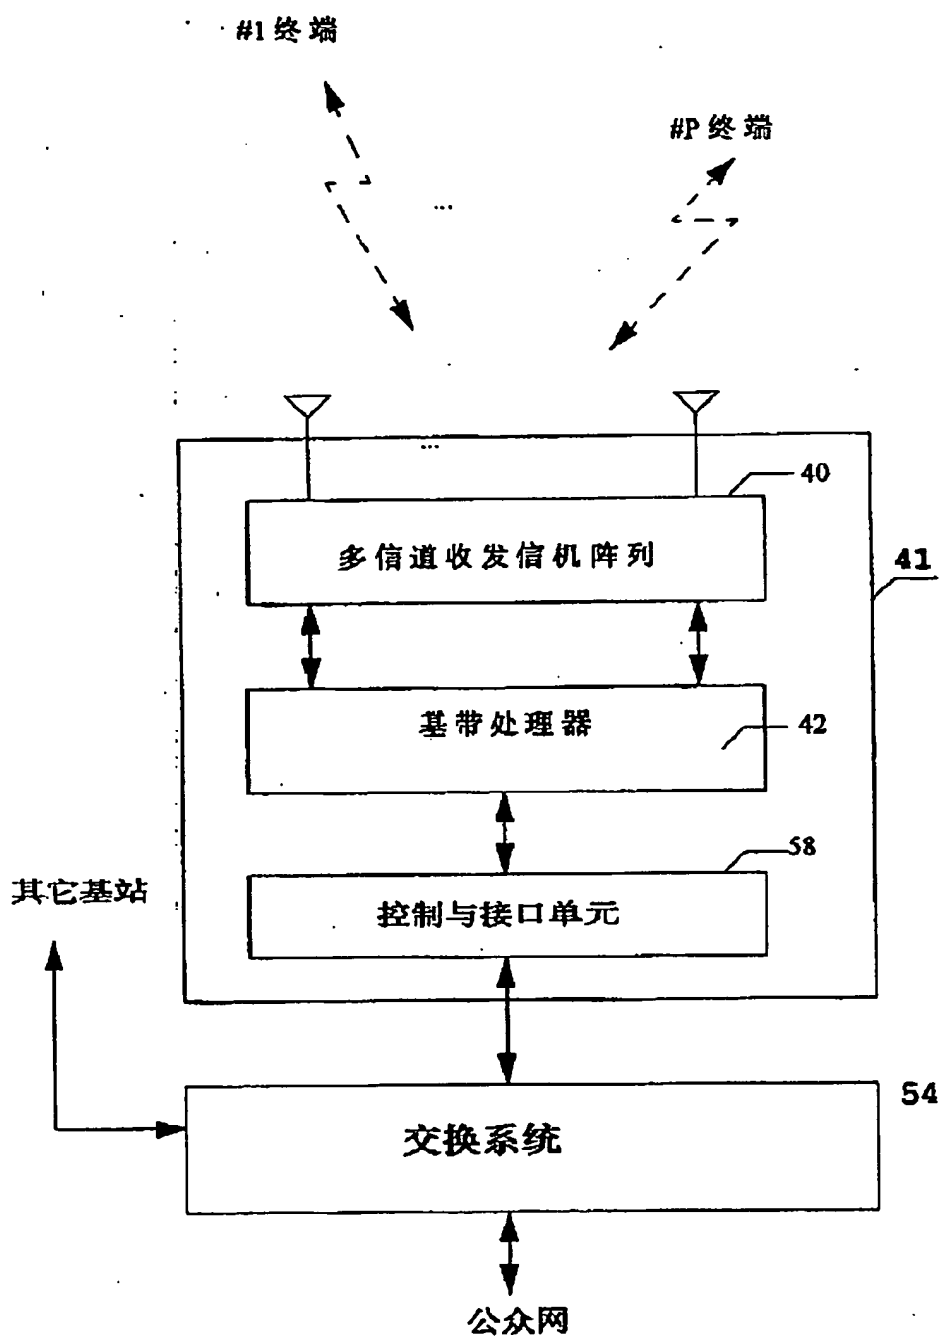 #1 终端
#P 终端
...
...
40
多信道收发信机阵列
41
基带处理器
42
58
其它基站
控制与接口单元
54
交换系统
公众网